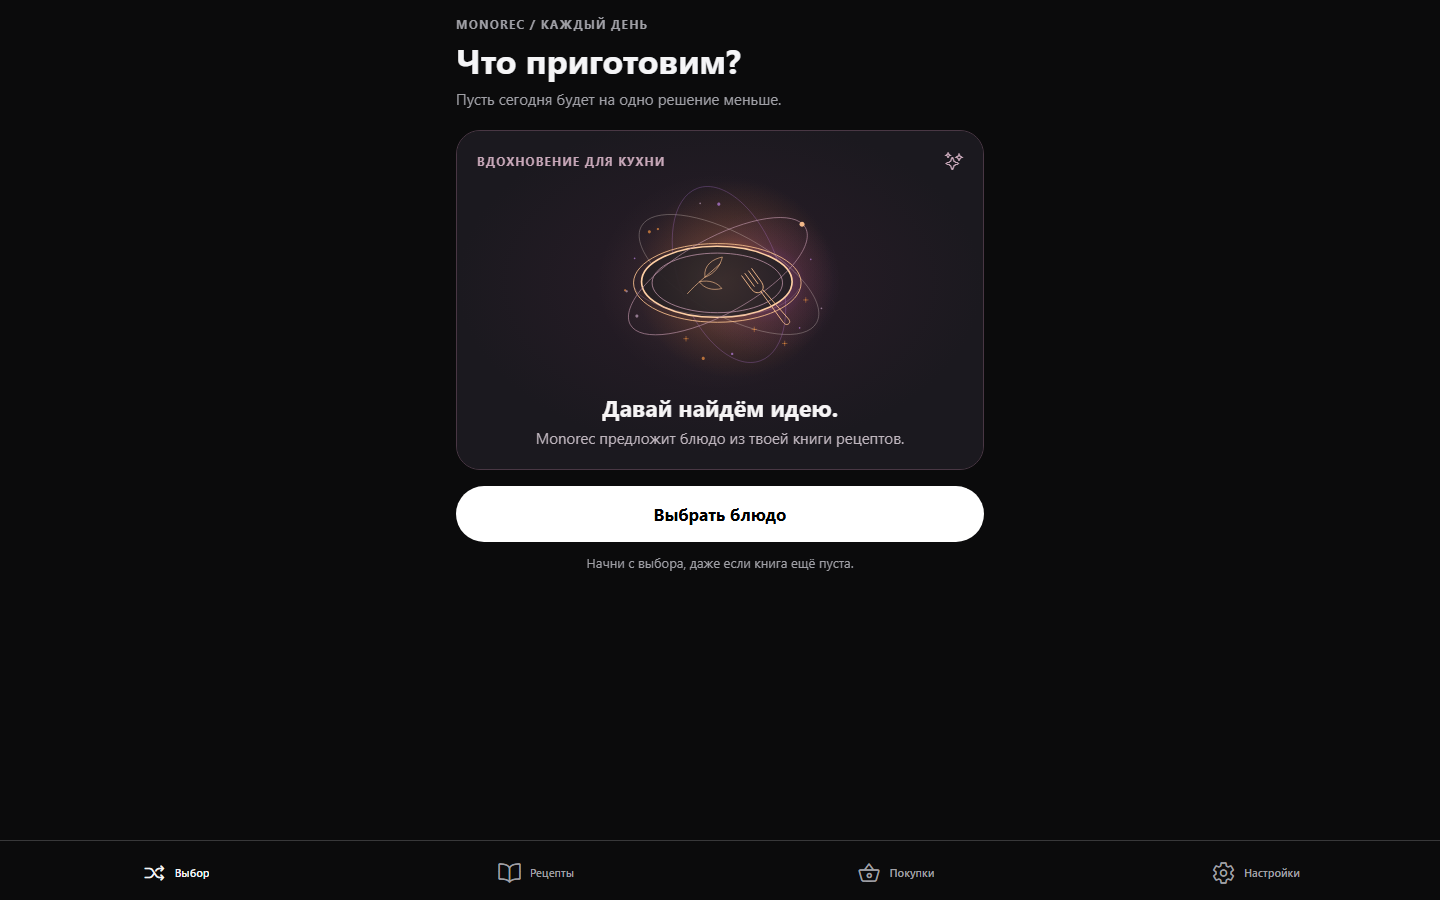 MONOREC / КАЖДЫЙ ДЕНЬ
Что приготовим?
Пусть сегодня будет на одно решение меньше.
ВДОХНОВЕНИЕ ДЛЯ КУХНИ
Давай найдём идею.
Monorec предложит блюдо из твоей книги рецептов.
Выбрать блюдо
Начни с выбора, даже если книга ещё пуста.
Выбор
Рецепты
Покупки
Настройки